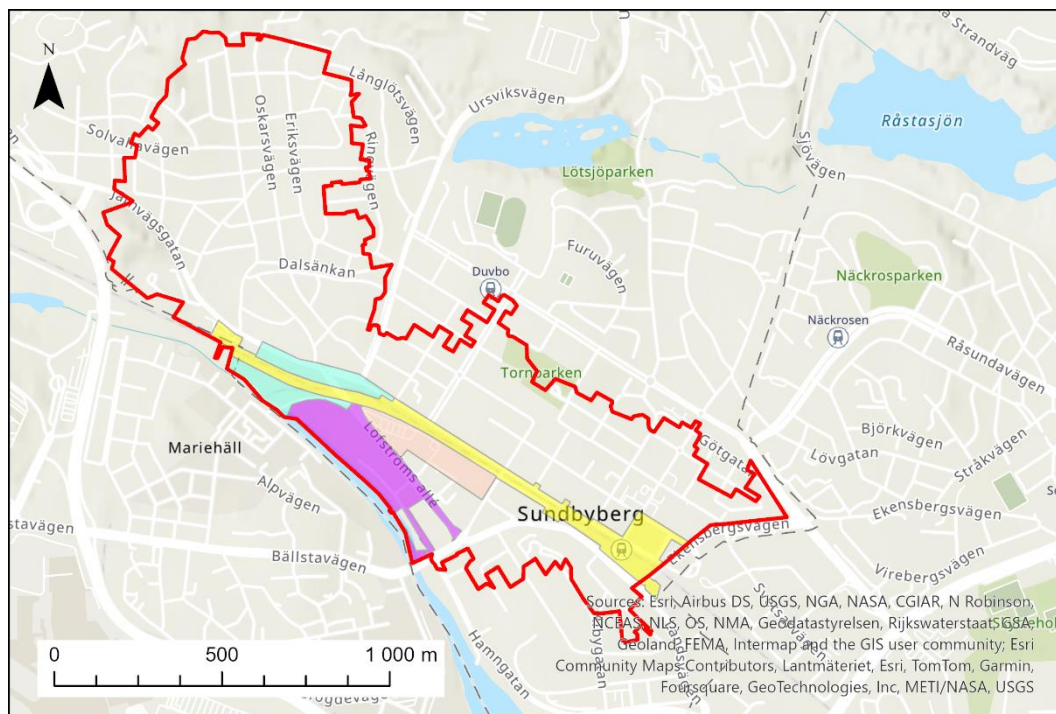 N
Långlötsvägen
Ursviksvägen
Oskarsvägen
Eriksvägen
Ringvägen
Solvallavägen
Järnvägsgatan
Dalsänkan
Råstasjön
Sjövägen
Lötsjöparken
Furuvägen
Duvbo
Näckrosparken
Näckrosen
Råsundavägen
Tornparken
Götgatan
Björkvägen
Lövgatan
Stråkvägen
Mariehäll
Löfströms allé
Alpvägen
Sundbyberg
Ekensbergsvägen
Ekensbergsvägen
Bällstavägen
Virebergsvägen
Hamngatan
Sources: Esri, Airbus DS, USGS, NGA, NASA, CGIAR, N Robinson,
NCEAS, NLS, OS, NMA, Geodatastyrelsen, Rijkswaterstaat, GSA,
Geoland, FEMA, Intermap and the GIS user community; Esri
Community Maps Contributors, Lantmäteriet, Esri, TomTom, Garmin,
Foursquare, GeoTechnologies, Inc, METI/NASA, USGS
0 500 1 000 m